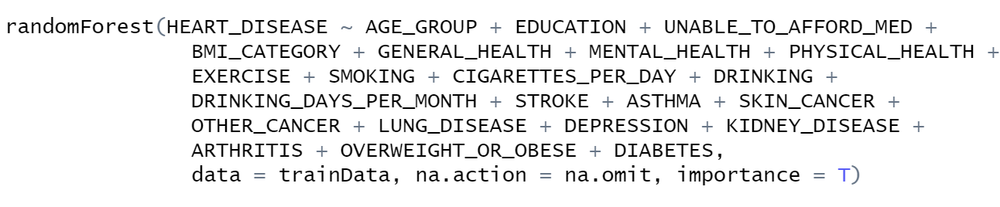 randomForest(HEART_DISEASE ~ AGE_GROUP + EDUCATION + UNABLE_TO_AFFORD_MED +
BMI_CATEGORY + GENERAL_HEALTH + MENTAL_HEALTH + PHYSICAL_HEALTH +
EXERCISE + SMOKING + CIGARETTES_PER_DAY + DRINKING +
DRINKING_DAYS_PER_MONTH + STROKE + ASTHMA + SKIN_CANCER +
OTHER_CANCER + LUNG_DISEASE + DEPRESSION + KIDNEY_DISEASE +
ARTHRITIS + OVERWEIGHT_OR_OBESE + DIABETES,
data = trainData, na.action = na.omit, importance = T)